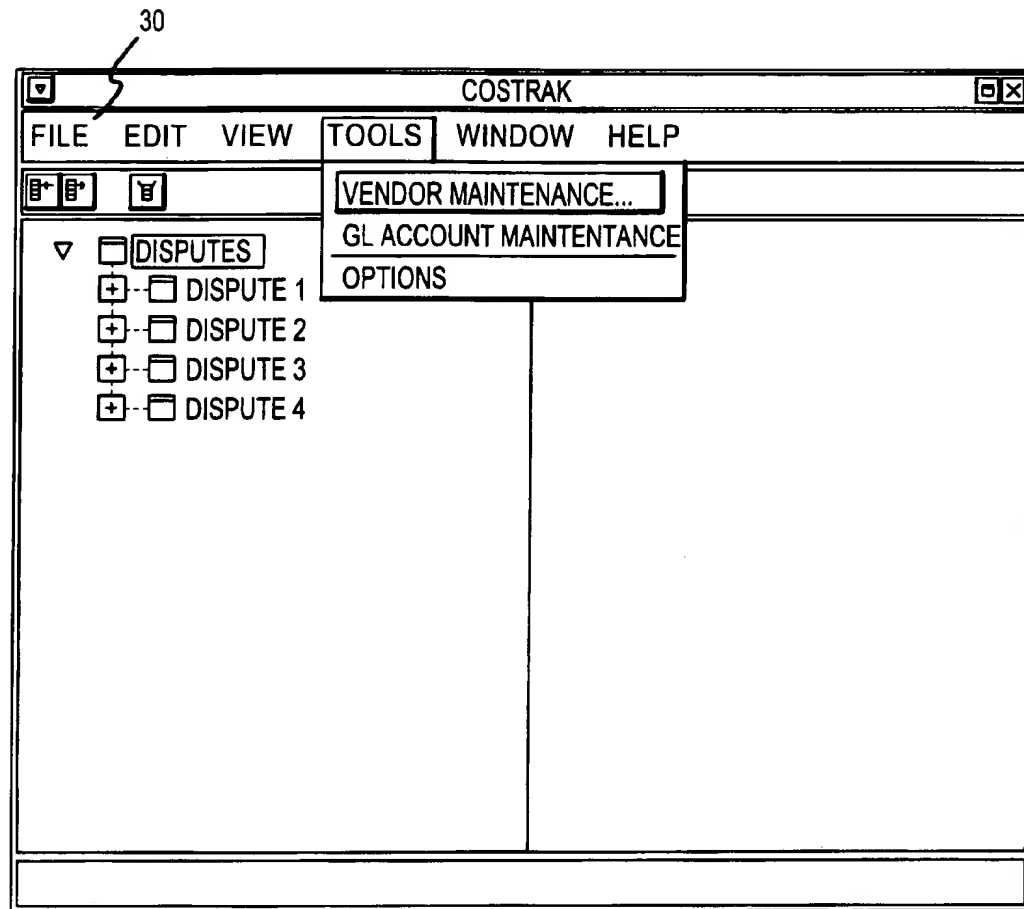 30
COSTRAK
FILE EDIT VIEW TOOLS WINDOW HELP
VENDOR MAINTENANCE...
GL ACCOUNT MAINTENTANCE
OPTIONS
DISPUTES
DISPUTE 1
DISPUTE 2
DISPUTE 3
DISPUTE 4